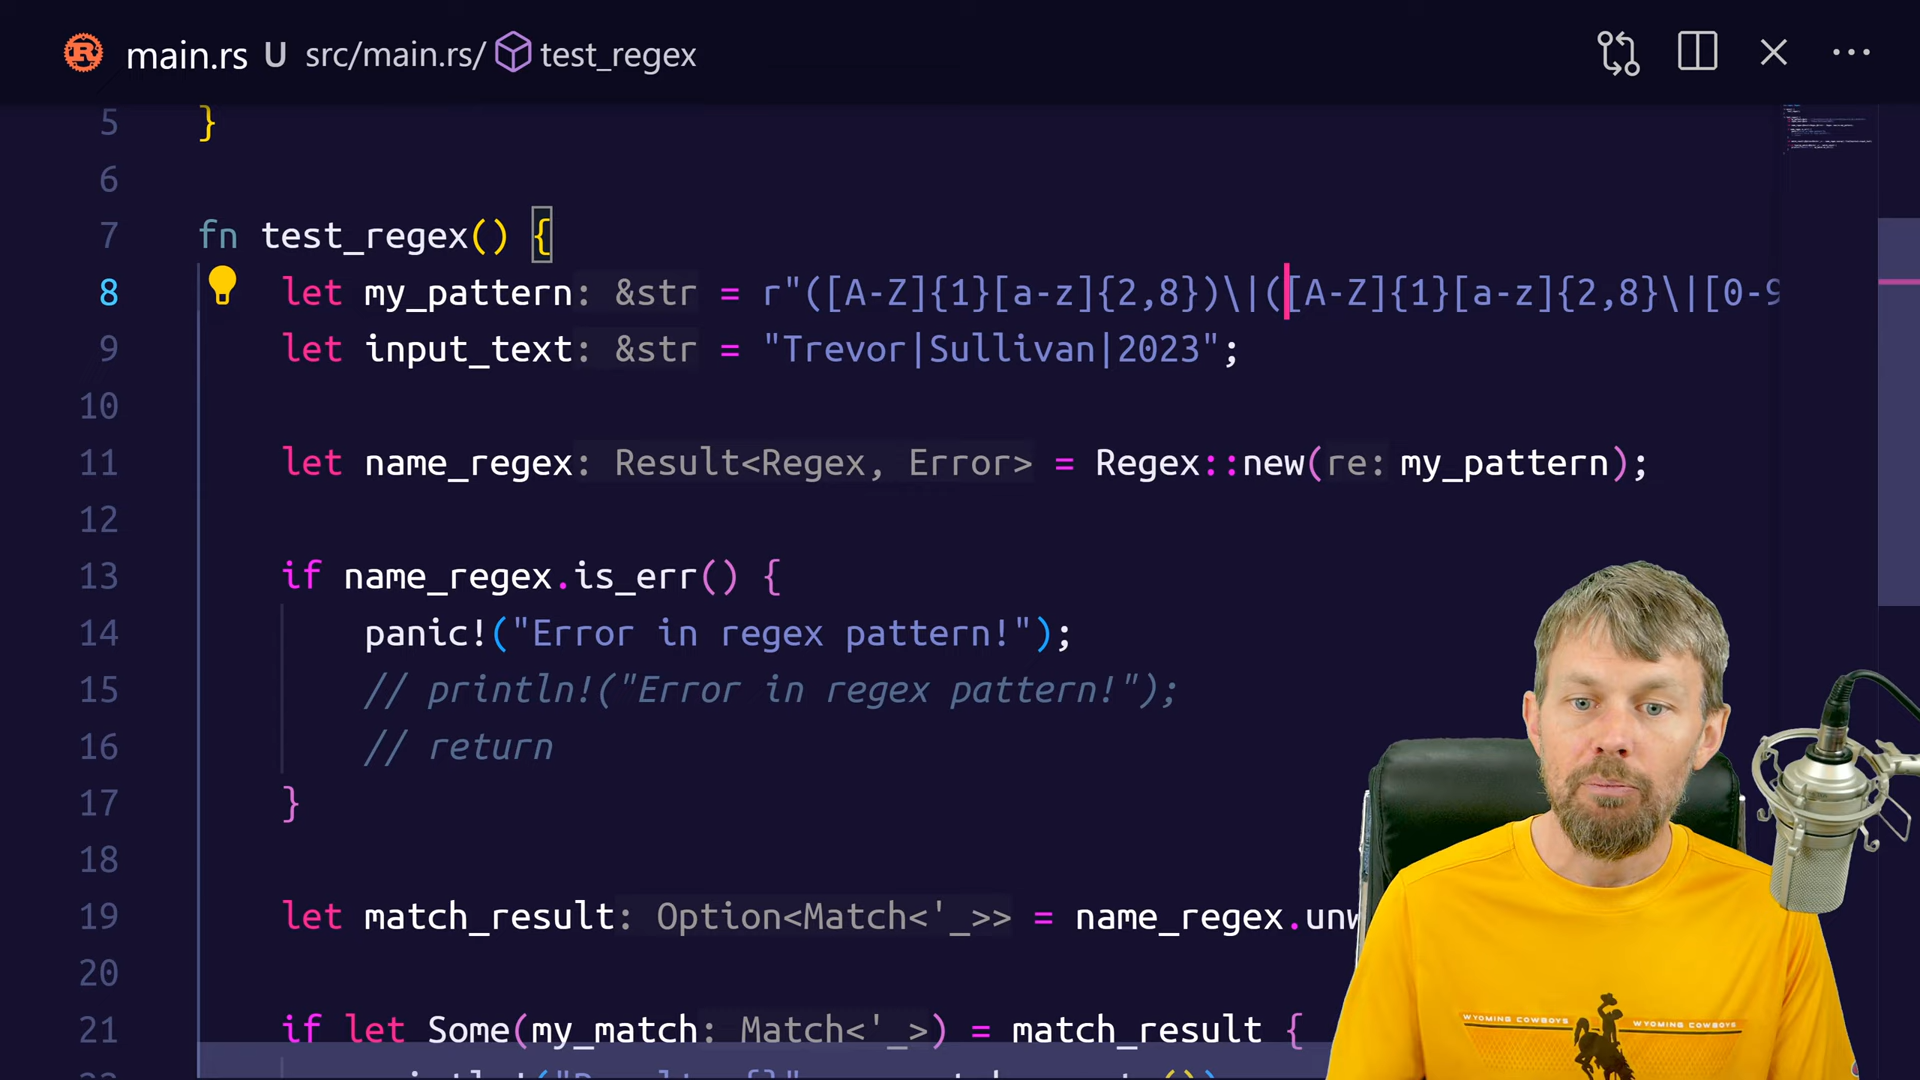 main.rs U src/main.rs/ test_regex
5 }
6
7 fn test_regex() {
8 let my_pattern: &str = r"([A-Z]{1}[a-z]{2,8})\|([A-Z]{1}[a-z]{2,8}\|[0-9
9 let input_text: &str = "Trevor|Sullivan|2023";
10
11 let name_regex: Result<Regex, Error> = Regex::new(re: my_pattern);
12
13 if name_regex.is_err() {
14 panic!("Error in regex pattern!");
15 // println!("Error in regex pattern!");
16 // return
17 }
18
19 let match_result: Option<Match<'_>> = name_regex.unw
20
21 if let Some(my_match: Match<'_>) = match_result {
WYOMING COWBOYS WYOMING COWBOYS